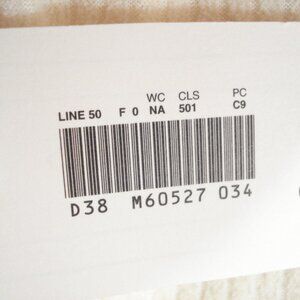 WC CLS PC
LINE 50 F 0 NA 501 C9
D38 M60527 034